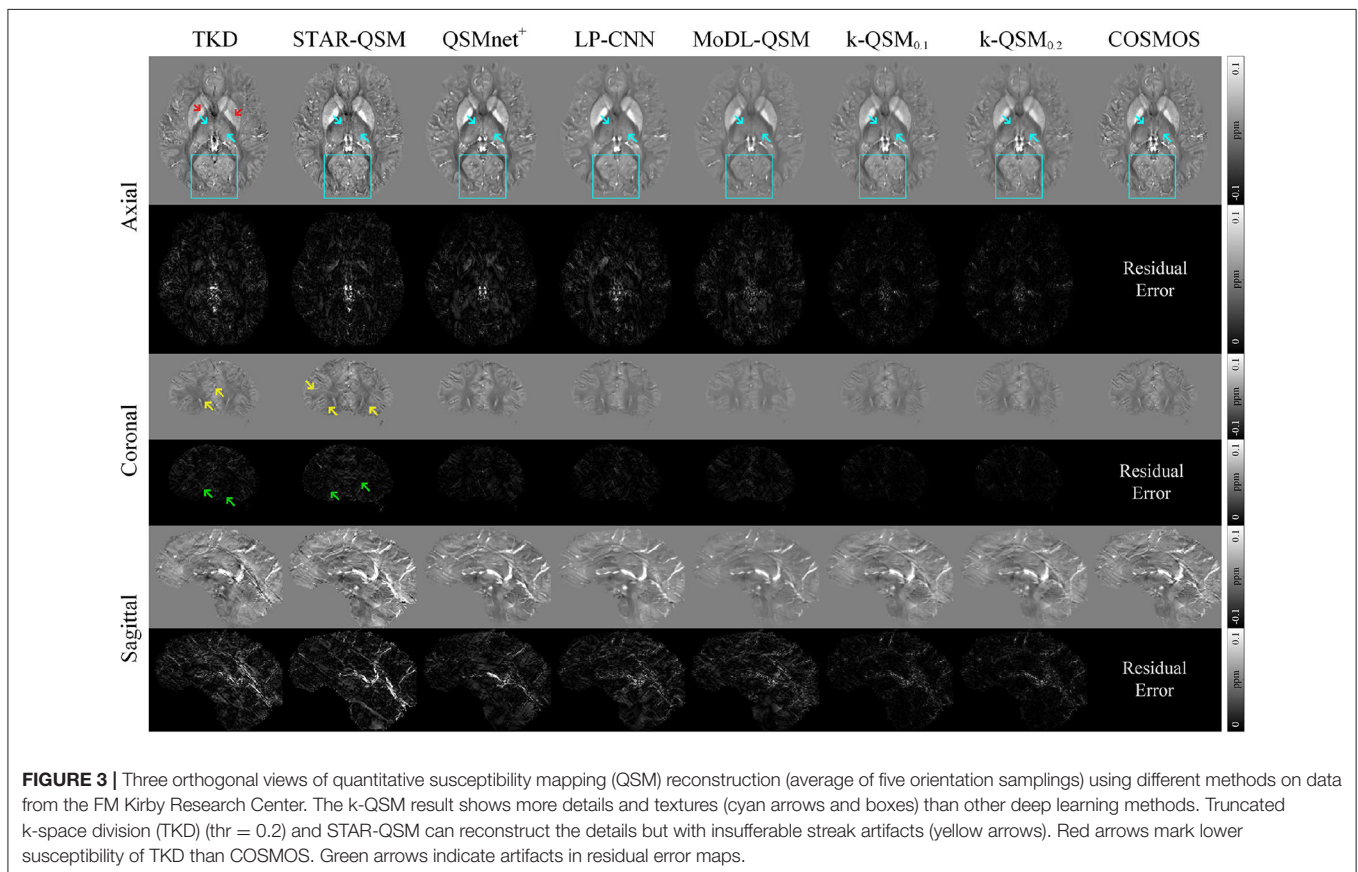 TKD STAR-QSM QSMnet+ LP-CNN MoDL-QSM k-QSM0.1 k-QSM0.2 COSMOS
Axial
0.1
ppm
-0.1
Residual
Error
0.1
ppm
0
Coronal
0.1
ppm
-0.1
Residual
Error
0.1
ppm
0
Sagittal
0.1
ppm
-0.1
Residual
Error
0.1
ppm
0
FIGURE 3 | Three orthogonal views of quantitative susceptibility mapping (QSM) reconstruction (average of five orientation samplings) using different methods on data
from the FM Kirby Research Center. The k-QSM result shows more details and textures (cyan arrows and boxes) than other deep learning methods. Truncated
k-space division (TKD) (thr = 0.2) and STAR-QSM can reconstruct the details but with insufferable streak artifacts (yellow arrows). Red arrows mark lower
susceptibility of TKD than COSMOS. Green arrows indicate artifacts in residual error maps.